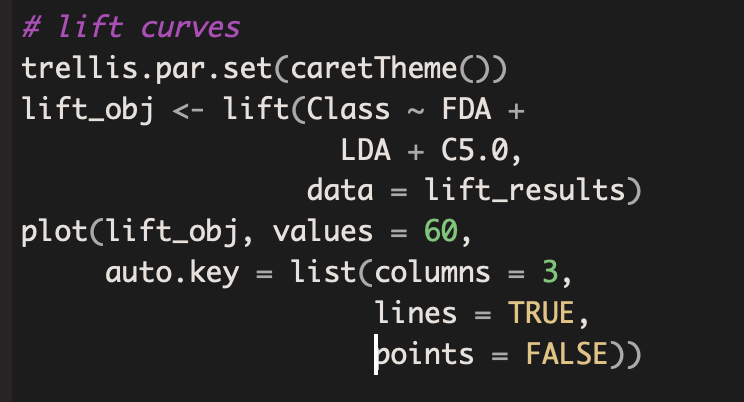 # lift curves
trellis.par.set(caretTheme())
lift_obj <- lift(Class ~ FDA +
                   LDA + C5.0,
                 data = lift_results)
plot(lift_obj, values = 60,
     auto.key = list(columns = 3,
                     lines = TRUE,
                     points = FALSE))